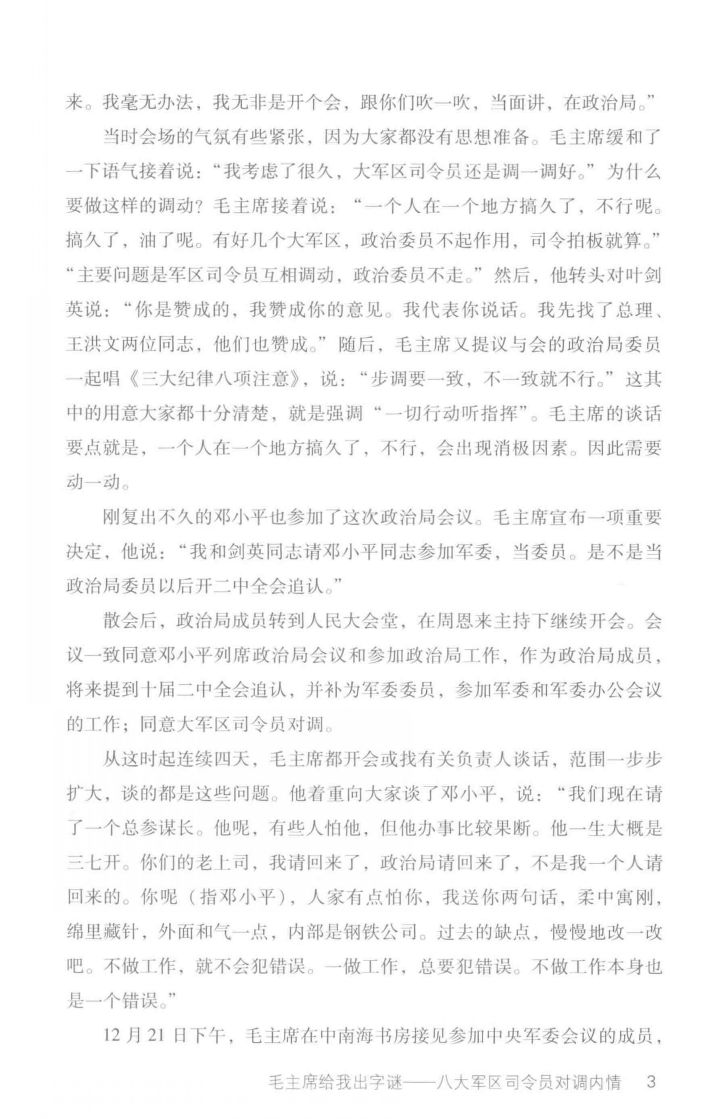 来。我毫无办法，我无非是开个会，跟你们吹一吹，当面讲，在政治局。”
当时会场的气氛有些紧张，因为大家都没有思想准备。毛主席缓和了
一下语气接着说：“我考虑了很久，大军区司令员还是调一调好。”为什么
要做这样的调动？毛主席接着说：“一个人在一个地方搞久了，不行呢。
搞久了，油了呢。有好几个大军区，政治委员不起作用，司令拍板就算。”
“主要问题是军区司令员互相调动，政治委员不走。”然后，他转头对叶剑
英说：“你是赞成的，我赞成你的意见。我代表你说话。我先找了总理、
王洪文两位同志，他们也赞成。”随后，毛主席又提议与会的政治局委员
一起唱《三大纪律八项注意》，说：“步调要一致，不一致就不行。”这其
中的用意大家都十分清楚，就是强调“一切行动听指挥”。毛主席的谈话
要点就是，一个人在一个地方搞久了，不行，会出现消极因素。因此需要
动一动。
刚复出不久的邓小平也参加了这次政治局会议。毛主席宣布一项重要
决定，他说：“我和剑英同志请邓小平同志参加军委，当委员。是不是当
政治局委员以后开二中全会追认。”
散会后，政治局成员转到人民大会堂，在周恩来主持下继续开会。会
议一致同意邓小平列席政治局会议和参加政治局工作，作为政治局成员，
将来提到十届二中全会追认，并补为军委委员，参加军委和军委办公会议
的工作；同意大军区司令员对调。
从这时起连续四天，毛主席都开会或找有关负责人谈话，范围一步步
扩大，谈的都是这些问题。他着重向大家谈了邓小平，说：“我们现在请
了一个总参谋长。他呢，有些人怕他，但他办事比较果断。他一生大概是
三七开。你们的老上司，我请回来了，政治局请回来了，不是我一个人请
回来的。你呢（指邓小平），人家有点怕你，我送你两句话，柔中寓刚，
绵里藏针，外面和气一点，内部是钢铁公司。过去的缺点，慢慢地改一改
吧。不做工作，就不会犯错误。一做工作，总要犯错误。不做工作本身也
是一个错误。”
12月21日下午，毛主席在中南海书房接见参加中央军委会议的成员，
毛主席给我出字谜——八大军区司令员对调内情 3